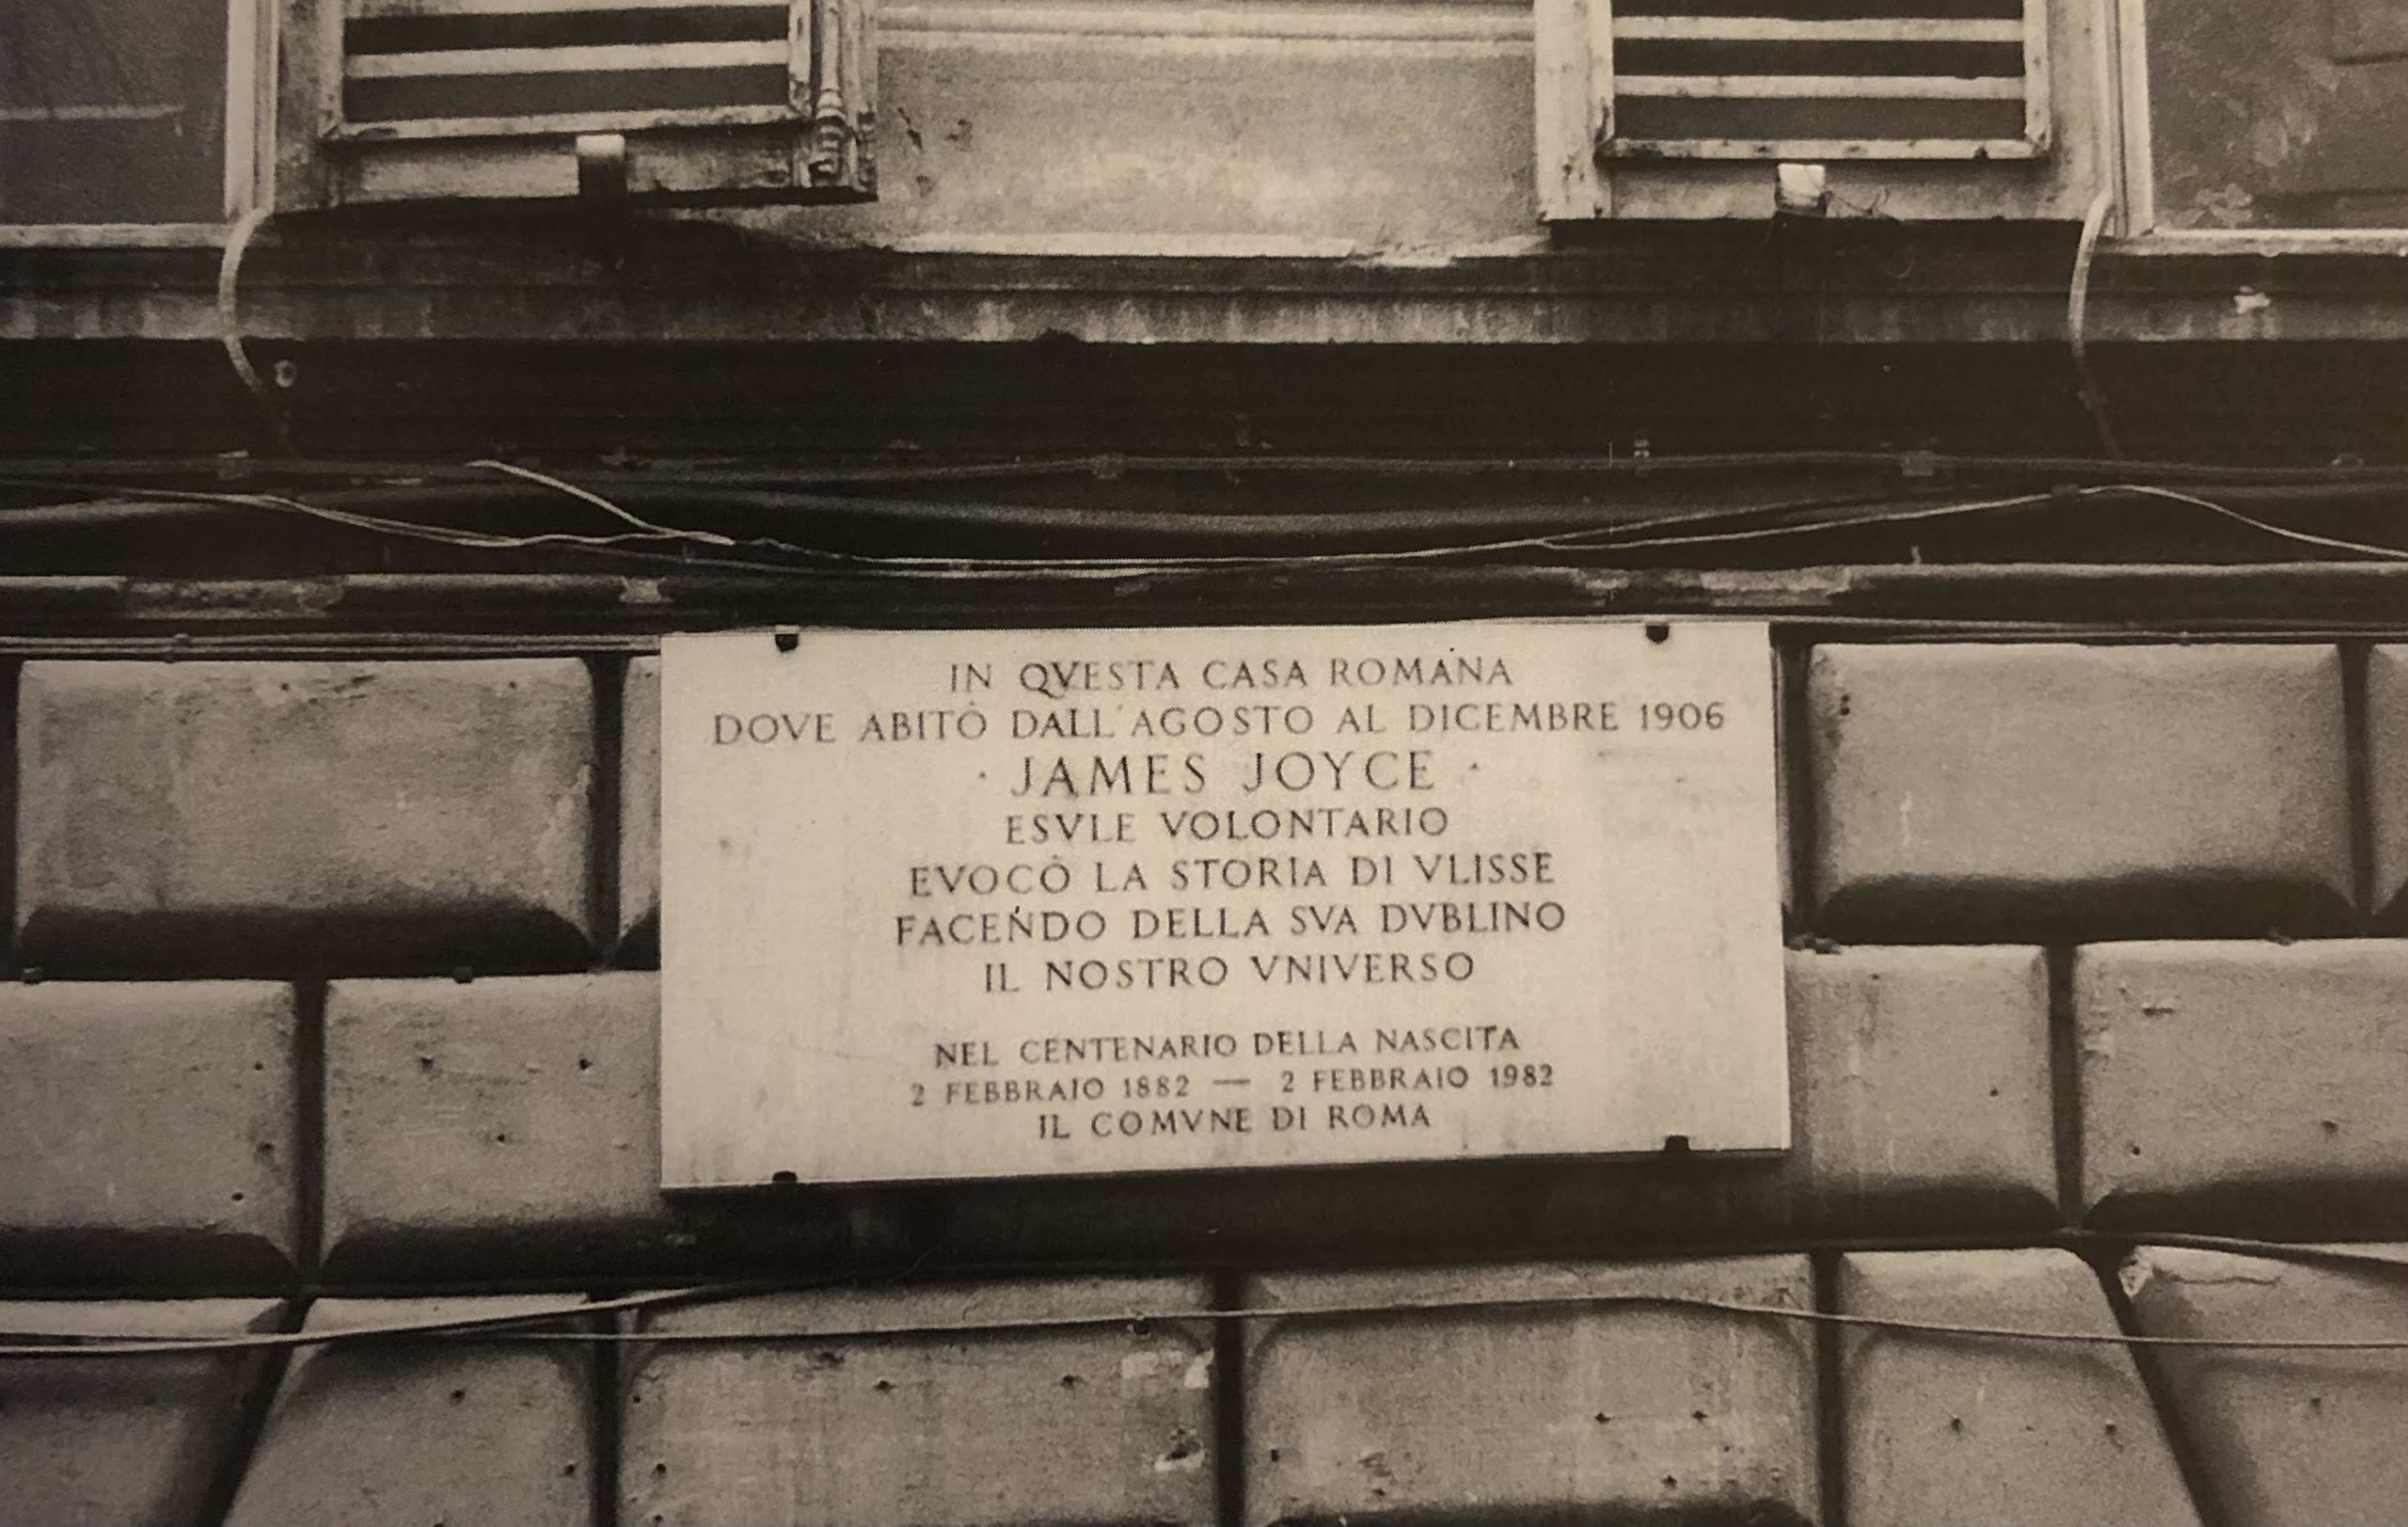 IN QVESTA CASA ROMANA
DOVE ABITÒ DALL'AGOSTO AL DICEMBRE 1906
· JAMES JOYCE ·
ESVLE VOLONTARIO
EVOCÒ LA STORIA DI VLISSE
FACENDO DELLA SVA DVBLINO
IL NOSTRO VNIVERSO
NEL CENTENARIO DELLA NASCITA
2 FEBBRAIO 1882 — 2 FEBBRAIO 1982
IL COMVNE DI ROMA